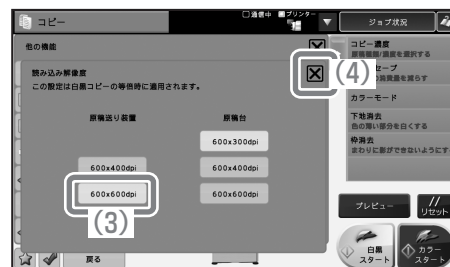 コピー
通信中
プリンター
ジョブ状況
他の機能
読み込み解像度
この設定は白黒コピーの等倍時に適用されます。
(4)
原稿送り装置
原稿台
600x300dpi
600x400dpi
600x400dpi
600x600dpi
600x600dpi
(3)
戻る
コピー濃度
原稿種類/濃度を選択する
セーブ
消費量を減らす
カラーモード
下地消去
色の薄い部分を白くする
枠消去
まわりに影ができないようにす
プレビュー
リセット
白黒
スタート
カラー
スタート